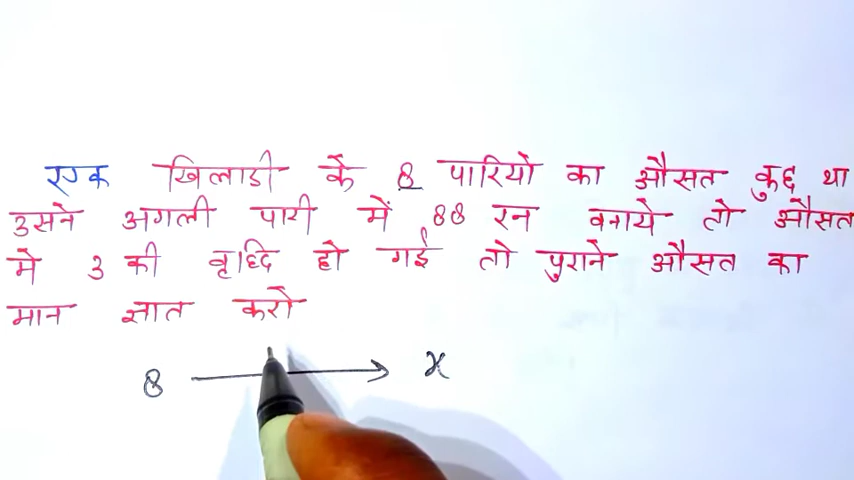 एक खिलाडी के 8 पारियो का औसत कुछ था
उसने अगली पारी में 88 रन बनाये तो औसत
मे 3 की वृद्धि हो गई तो पुराने औसत का
मान ज्ञात करो
8 → x